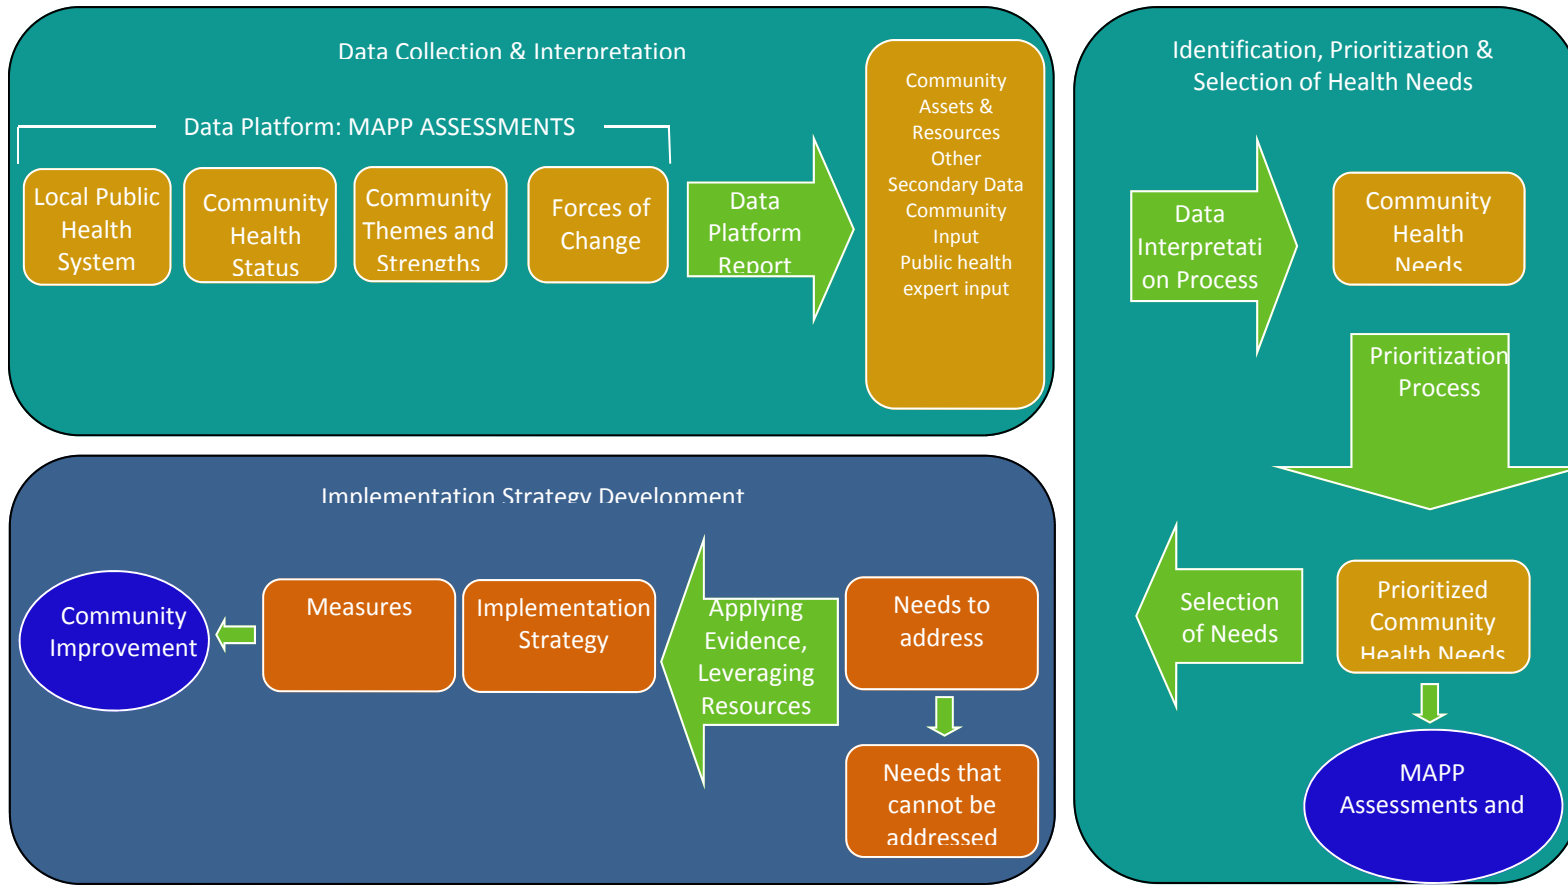 Data Collection & Interpretation
Data Platform: MAPP ASSESSMENTS
Local Public
Health
System
Community
Health
Status
Community
Themes and
Strengths
Forces of
Change
Data
Platform
Report
Community
Assets &
Resources
Other
Secondary Data
Community
Input
Public health
expert input
Identification, Prioritization &
Selection of Health Needs
Data
Interpretati
on Process
Community
Health
Needs
Prioritization
Process
Prioritized
Community
Health Needs
Selection
of Needs
MAPP
Assessments and
Implementation Strategy Development
Needs to
address
Needs that
cannot be
addressed
Applying
Evidence,
Leveraging
Resources
Implementation
Strategy
Measures
Community
Improvement